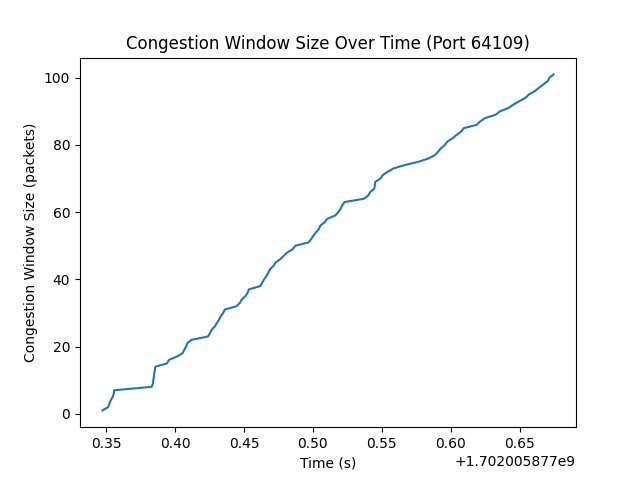 Congestion Window Size Over Time (Port 64109)
Congestion Window Size (packets)
100
80
60
40
20
0
0.35 0.40 0.45 0.50 0.55 0.60 0.65
Time (s)
+1.702005877e9